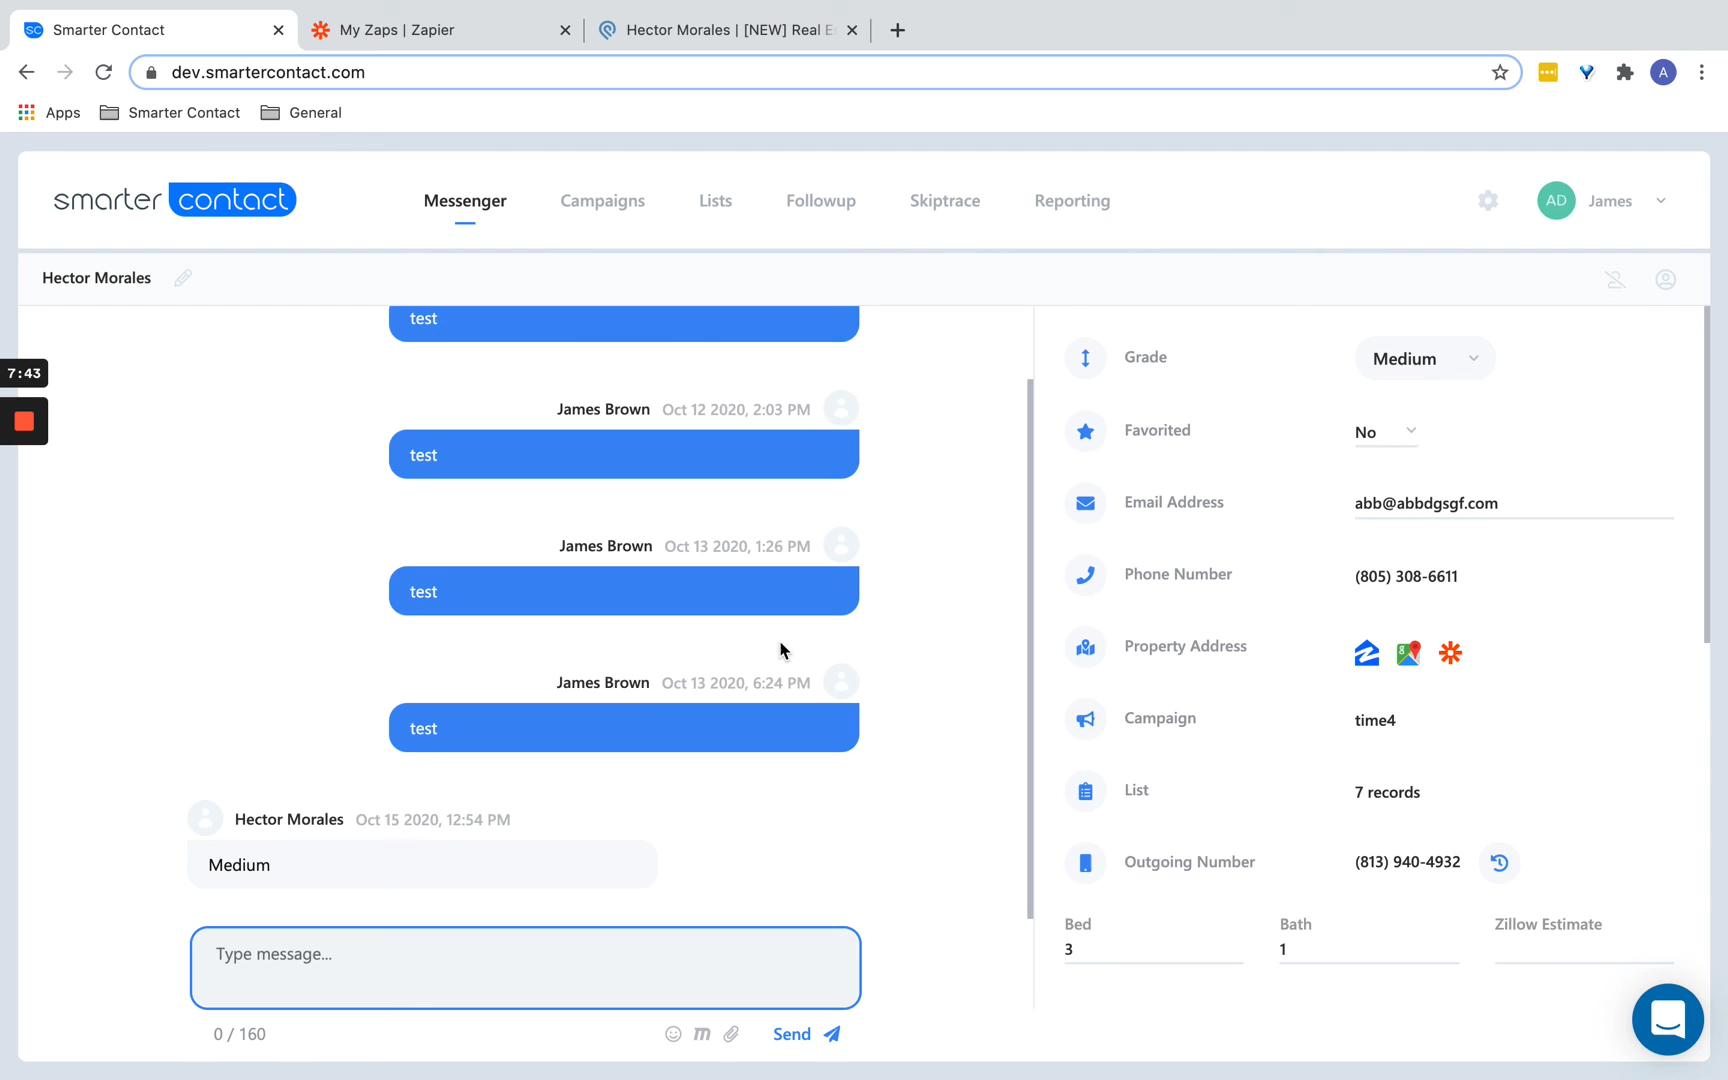 SC Smarter Contact
My Zaps | Zapier
Hector Morales | [NEW] Real E
dev.smartercontact.com
A
Apps
Smarter Contact
General
smarter contact
Messenger
Campaigns
Lists
Followup
Skiptrace
Reporting
AD
James
Hector Morales
test
7:43
James Brown Oct 12 2020, 2:03 PM
test
James Brown Oct 13 2020, 1:26 PM
test
James Brown Oct 13 2020, 6:24 PM
test
Hector Morales Oct 15 2020, 12:54 PM
Medium
Type message...
0 / 160
m
Send
Grade
Medium
Favorited
No
Email Address
abb@abbdgsgf.com
Phone Number
(805) 308-6611
Property Address
Campaign
time4
List
7 records
Outgoing Number
(813) 940-4932
Bed
3
Bath
1
Zillow Estimate